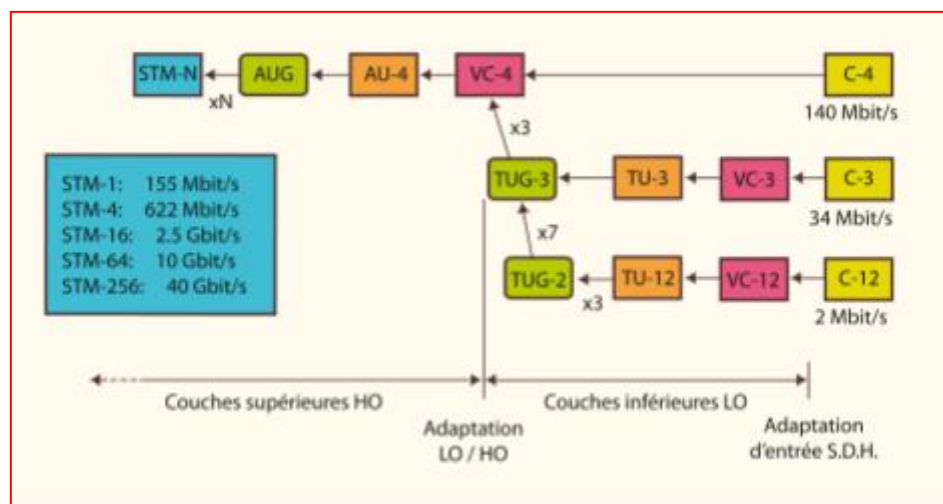 STM-N
AUG
AU-4
VC-4
C-4
xN
140 Mbit/s
x3
STM-1: 155 Mbit/s
STM-4: 622 Mbit/s
STM-16: 2.5 Gbit/s
STM-64: 10 Gbit/s
STM-256: 40 Gbit/s
TUG-3
TU-3
VC-3
C-3
34 Mbit/s
x7
TUG-2
TU-12
VC-12
C-12
x3
2 Mbit/s
Couches supérieures HO
Couches inférieures LO
Adaptation
LO / HO
Adaptation
d'entrée S.D.H.